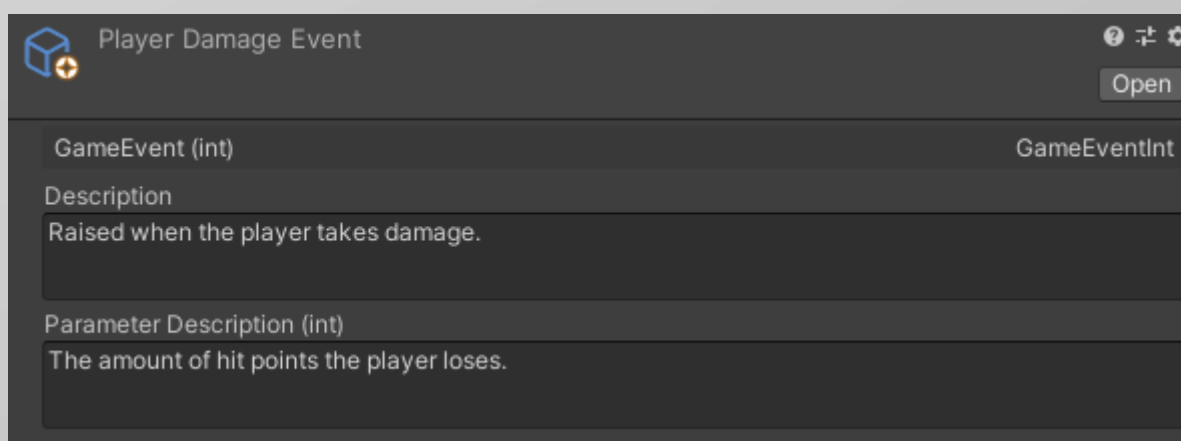 Player Damage Event
Open
GameEvent (int) GameEventInt
Description
Raised when the player takes damage.
Parameter Description (int)
The amount of hit points the player loses.